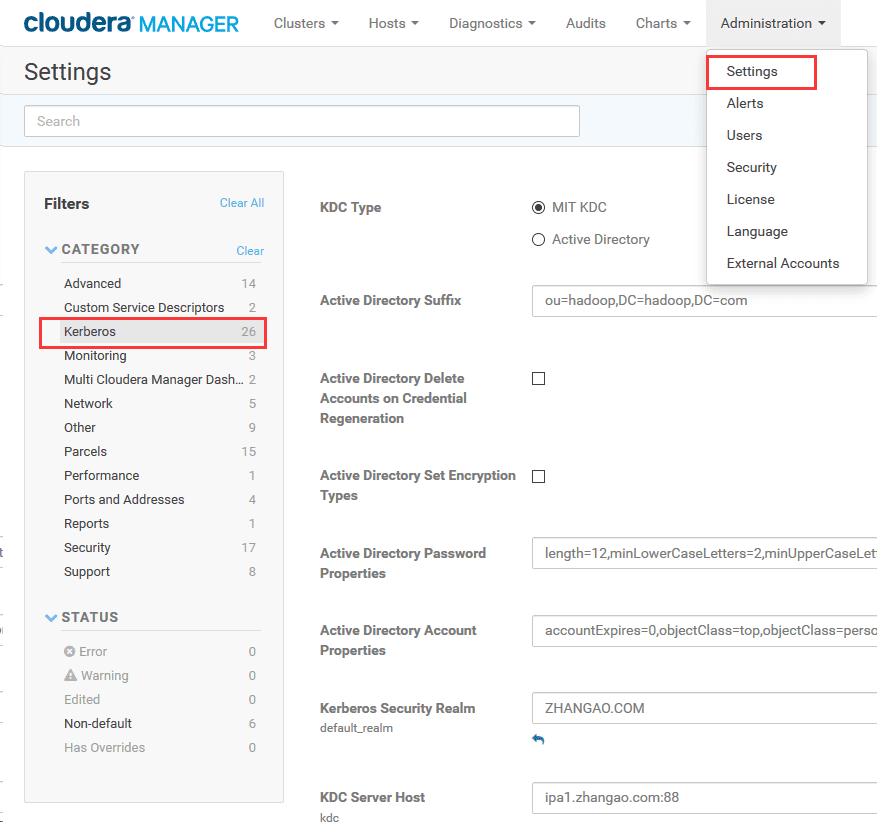 cloudera MANAGER
Clusters
Hosts
Diagnostics
Audits
Charts
Administration
Settings
Settings
Alerts
Users
Security
License
Language
External Accounts
Search
Filters
Clear All
CATEGORY
Clear
Advanced 14
Custom Service Descriptors 2
Kerberos 26
Monitoring 3
Multi Cloudera Manager Dash... 2
Network 5
Other 9
Parcels 15
Performance 1
Ports and Addresses 4
Reports 1
Security 17
Support 8
STATUS
Error 0
Warning 0
Edited 0
Non-default 6
Has Overrides 0
KDC Type
MIT KDC
Active Directory
Active Directory Suffix
ou=hadoop,DC=hadoop,DC=com
Active Directory Delete
Accounts on Credential
Regeneration
Active Directory Set Encryption
Types
Active Directory Password
Properties
length=12,minLowerCaseLetters=2,minUpperCaseLet
Active Directory Account
Properties
accountExpires=0,objectClass=top,objectClass=perso
Kerberos Security Realm
default_realm
ZHANGAO.COM
KDC Server Host
kdc
ipa1.zhangao.com:88